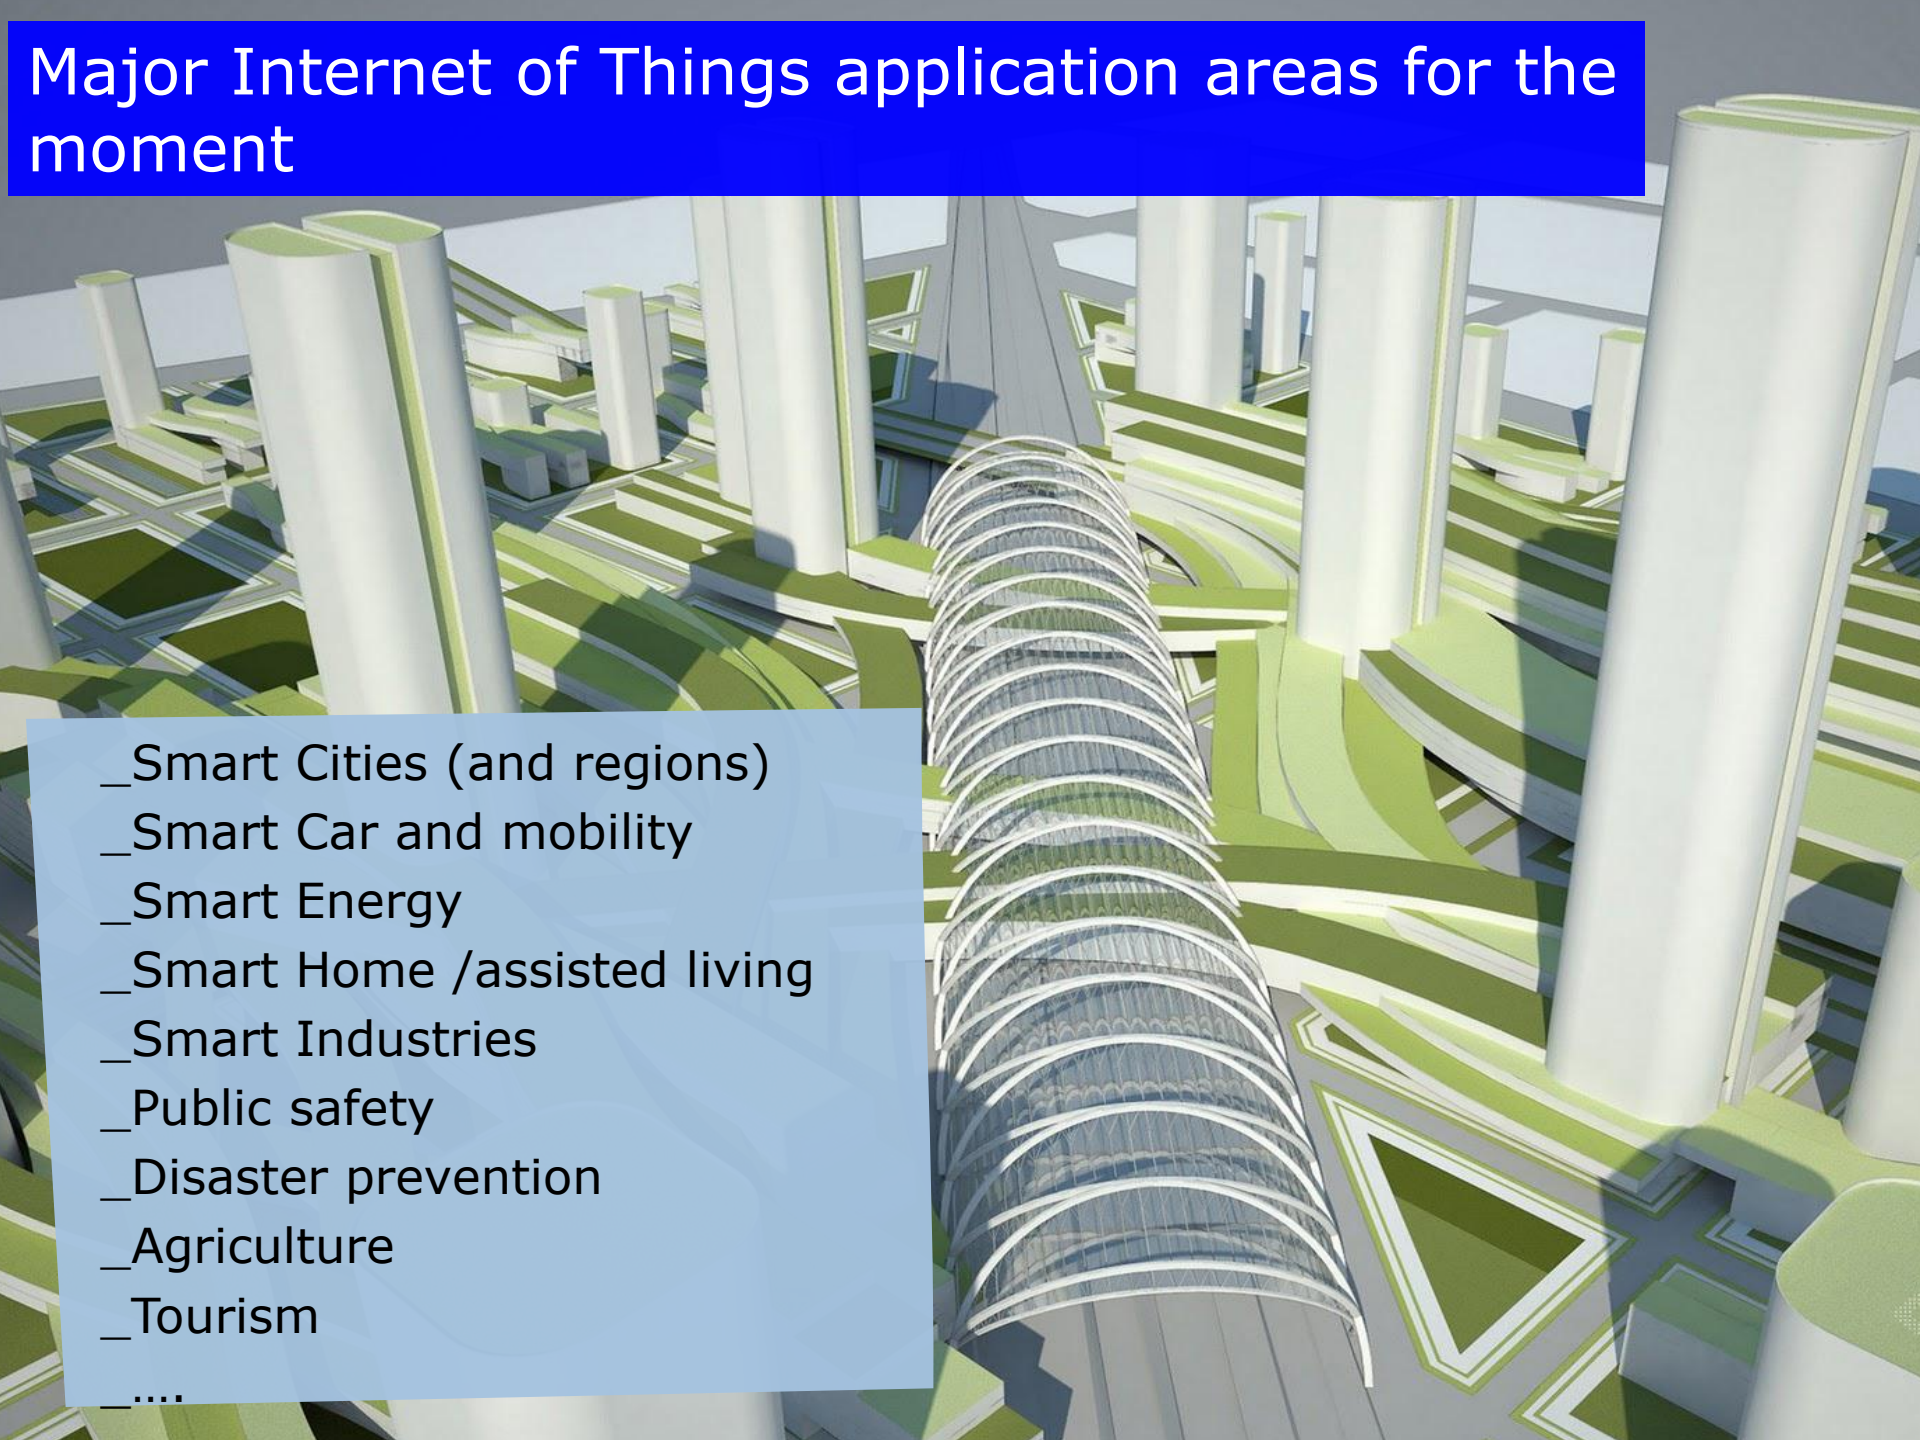 Major Internet of Things application areas for the
moment
_Smart Cities (and regions)
_Smart Car and mobility
_Smart Energy
_Smart Home /assisted living
_Smart Industries
_Public safety
_Disaster prevention
_Agriculture
_Tourism
_….